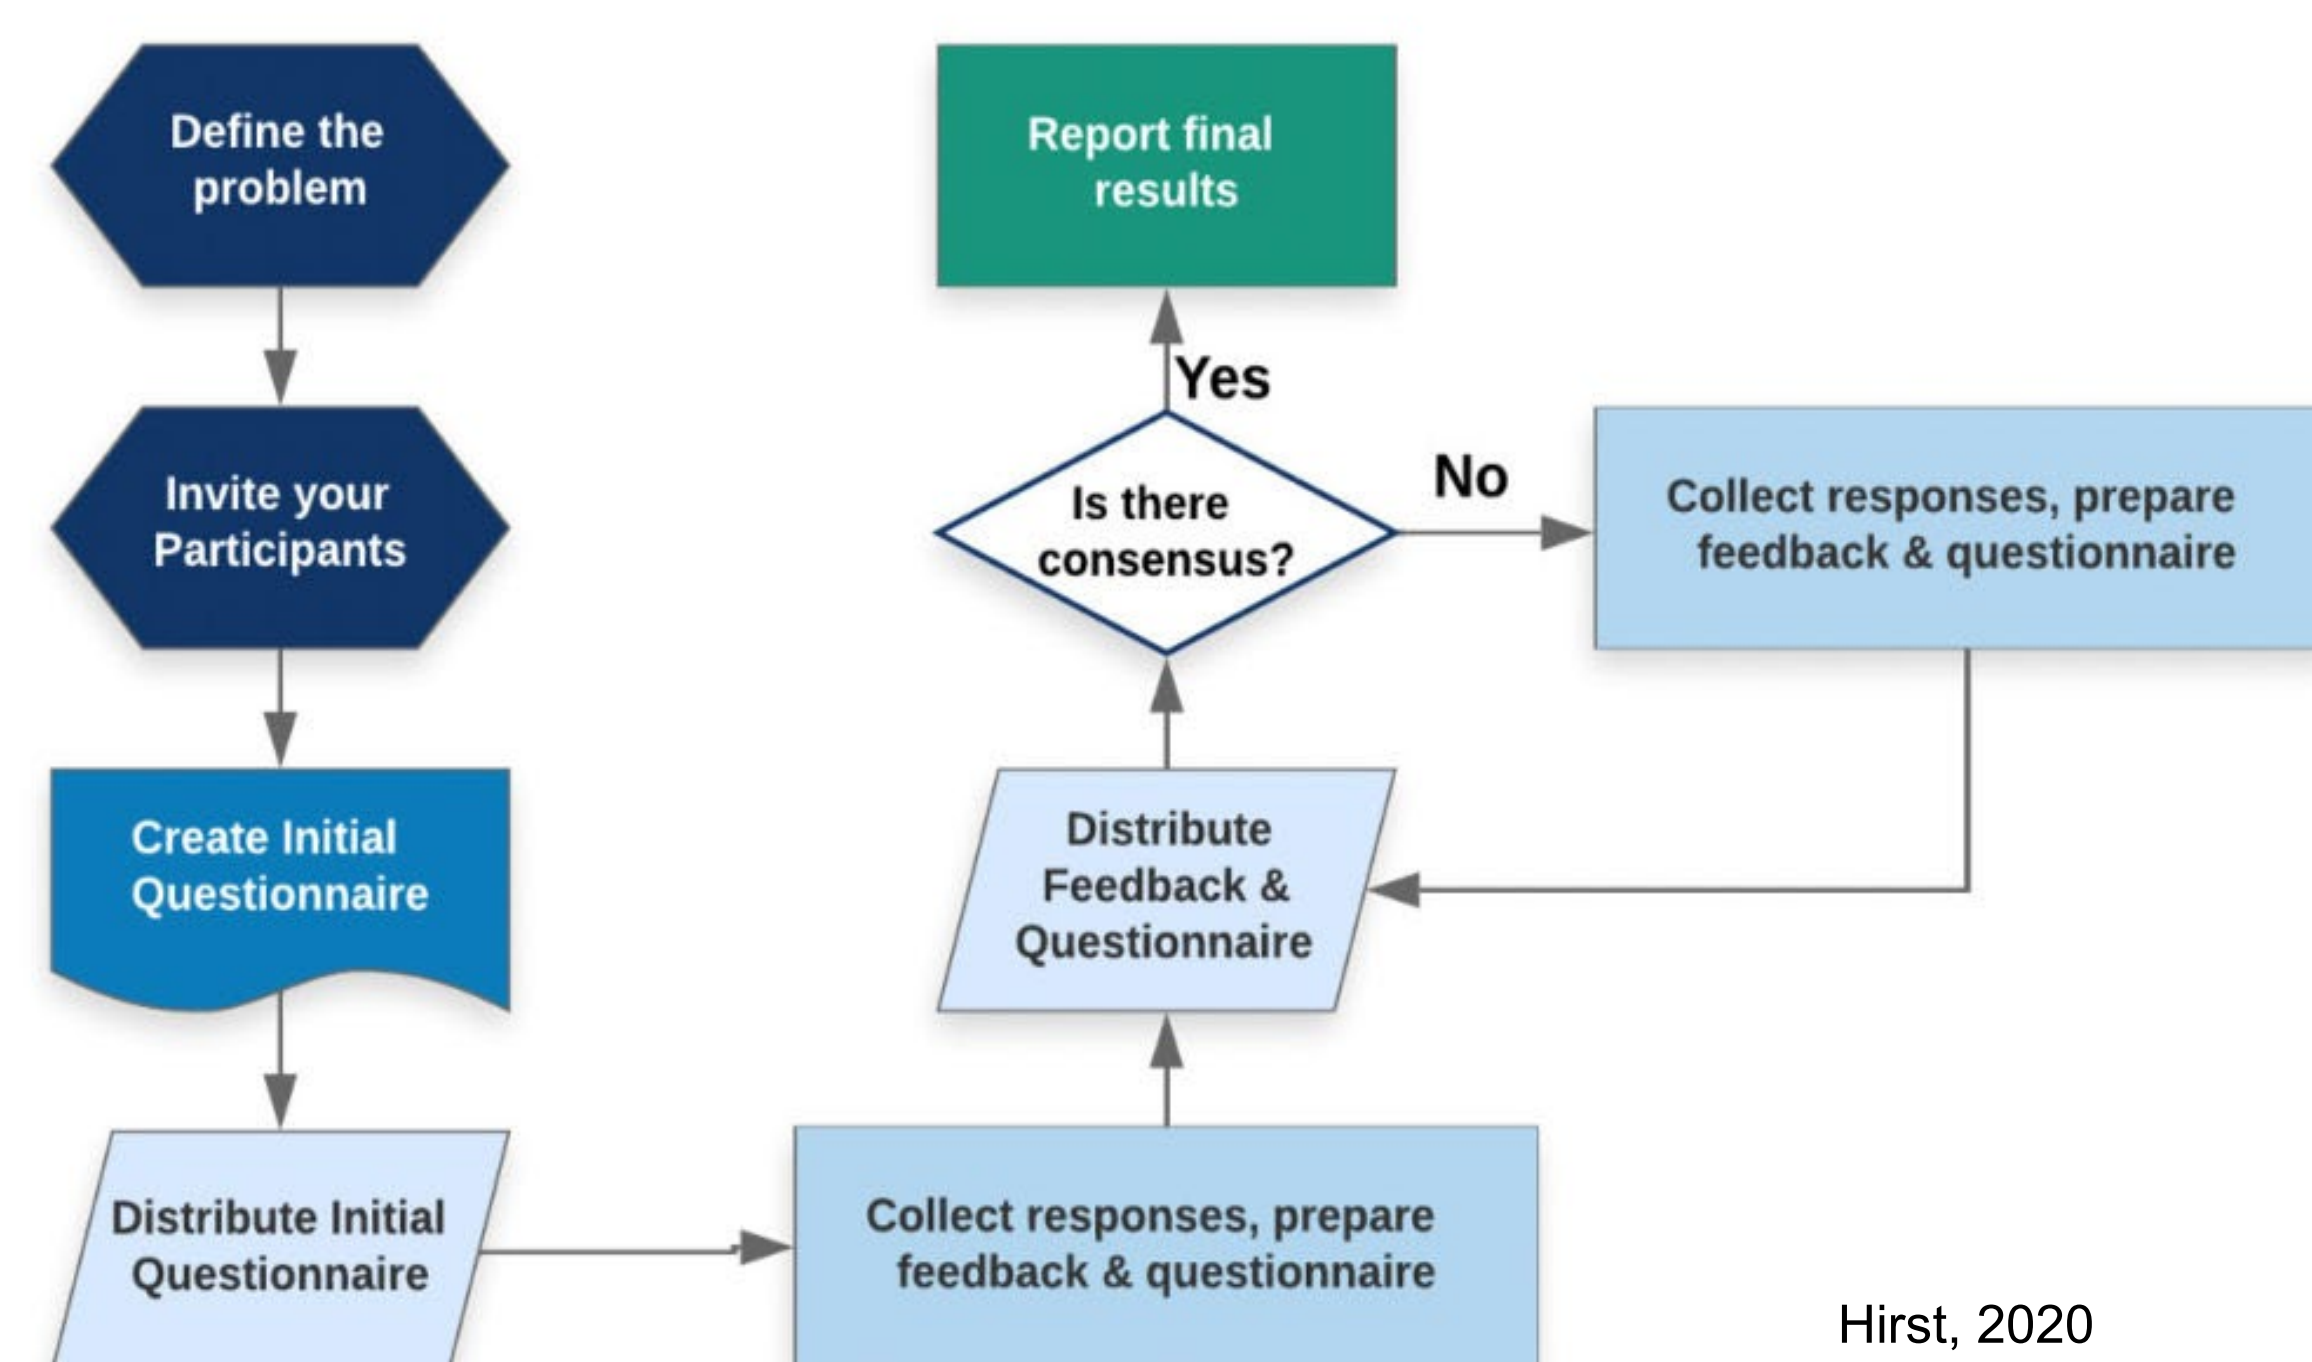 Define the
problem
Invite your
Participants
Create Initial
Questionnaire
Distribute Initial
Questionnaire
Collect responses, prepare
feedback & questionnaire
Distribute
Feedback &
Questionnaire
Is there
consensus?
Yes
No
Report final
results
Collect responses, prepare
feedback & questionnaire
Hirst, 2020